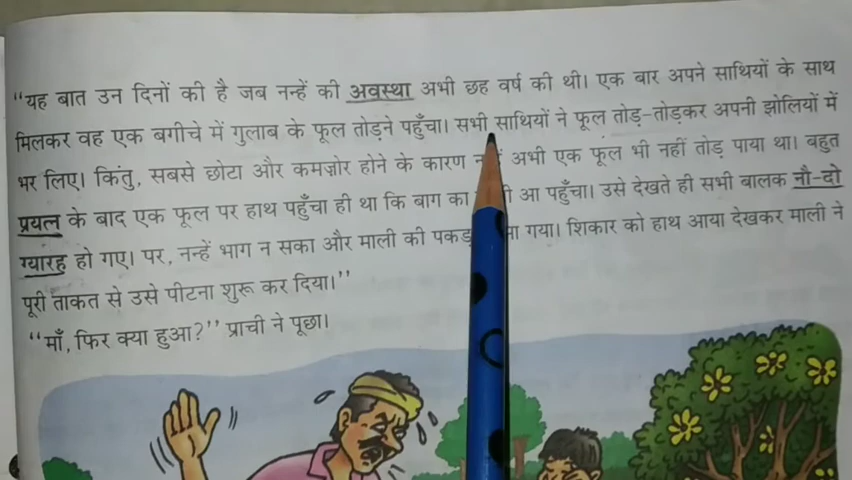 “यह बात उन दिनों की है जब नन्हें की अवस्था अभी छह वर्ष की थी। एक बार अपने साथियों के साथ
मिलकर वह एक बगीचे में गुलाब के फूल तोड़ने पहुँचा। सभी साथियों ने फूल तोड़-तोड़कर अपनी झोलियों में
भर लिए। किंतु, सबसे छोटा और कमज़ोर होने के कारण अभी एक फूल भी नहीं तोड़ पाया था। बहुत
प्रयत्न के बाद एक फूल पर हाथ पहुँचा ही था कि बाग का आ पहुँचा। उसे देखते ही सभी बालक नौ-दो
ग्यारह हो गए। पर, नन्हें भाग न सका और माली की पकड़ गया। शिकार को हाथ आया देखकर माली ने
पूरी ताकत से उसे पीटना शुरू कर दिया।”
“माँ, फिर क्या हुआ?” प्राची ने पूछा।